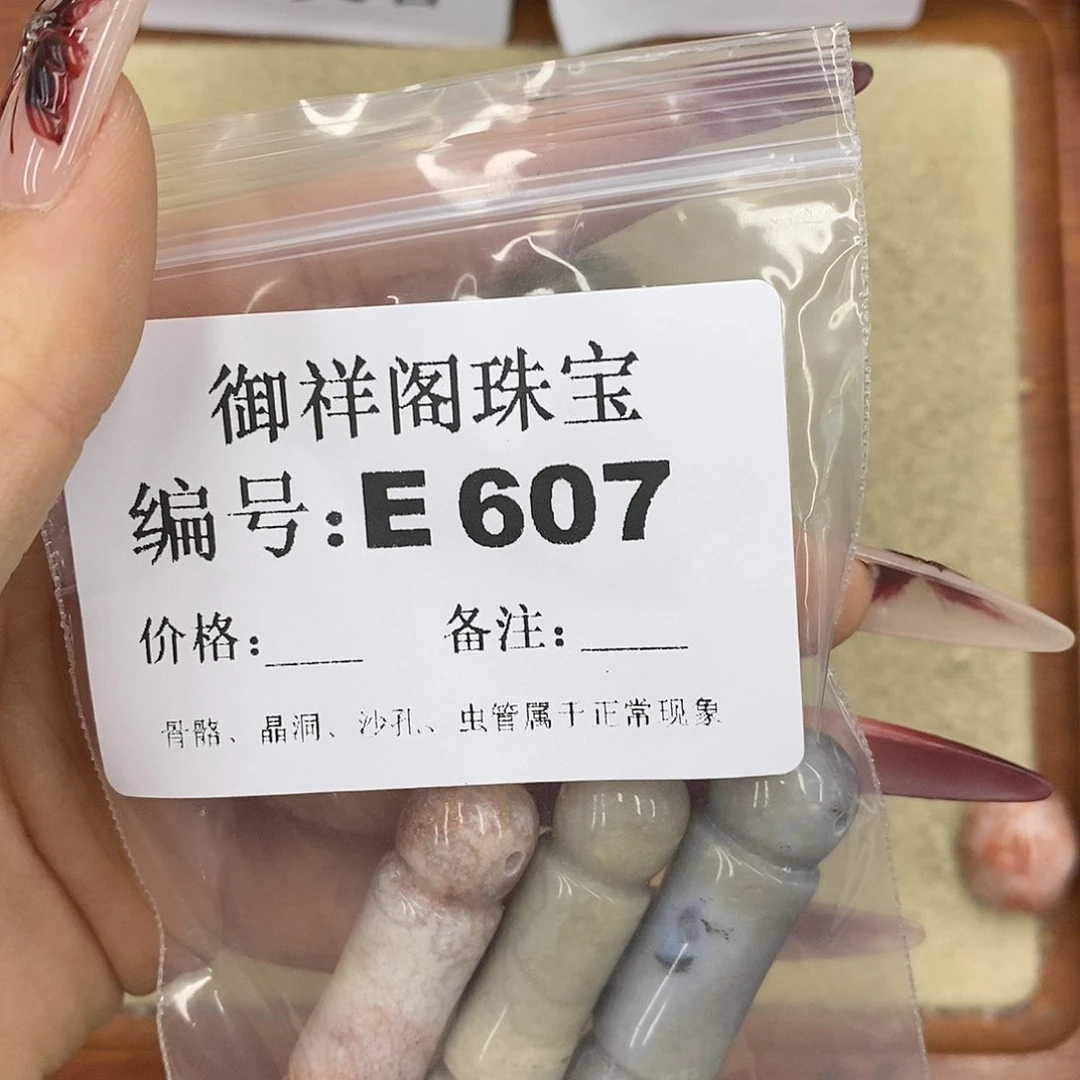 御祥阁珠宝
编号:E 607
价格:____ 备注:____
骨骼、晶洞、沙孔、虫管属于正常现象